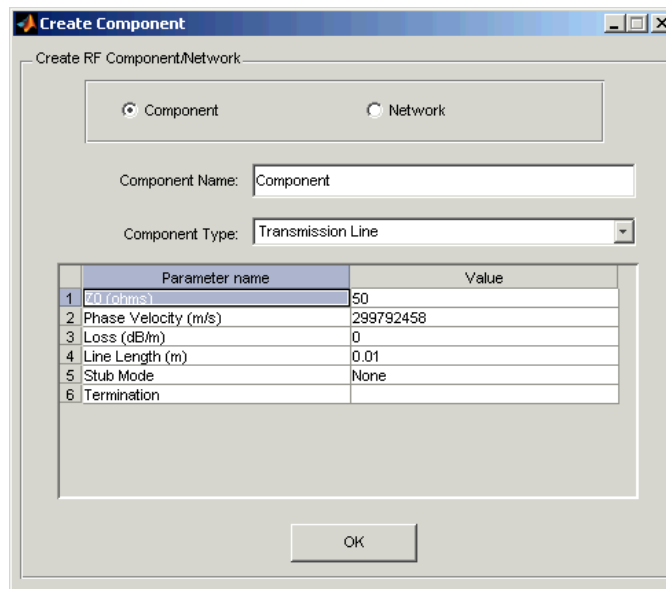 Create Component
Create RF Component/Network
Component Network
Component Name: Component
Component Type: Transmission Line
Parameter name Value
1 Z0 (ohms) 50
2 Phase Velocity (m/s) 299792458
3 Loss (dB/m) 0
4 Line Length (m) 0.01
5 Stub Mode None
6 Termination
OK